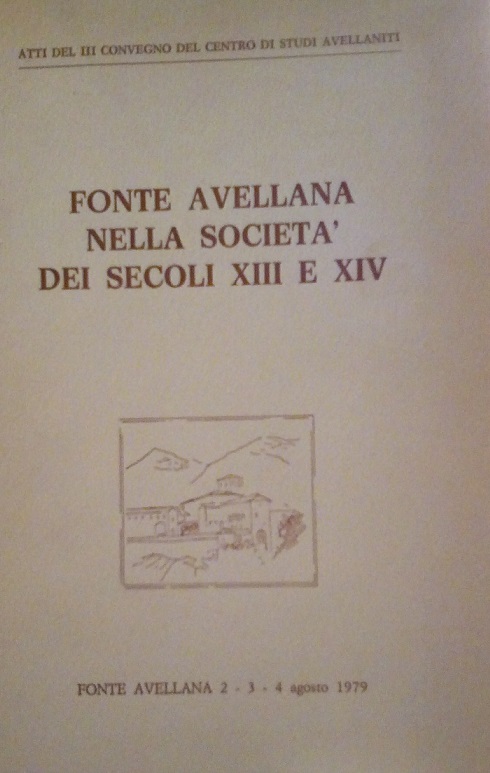 ATTI DEL III CONVEGNO DEL CENTRO DI STUDI AVELLANITI
FONTE AVELLANA
NELLA SOCIETA'
DEI SECOLI XIII E XIV
FONTE AVELLANA 2 - 3 - 4 agosto 1979